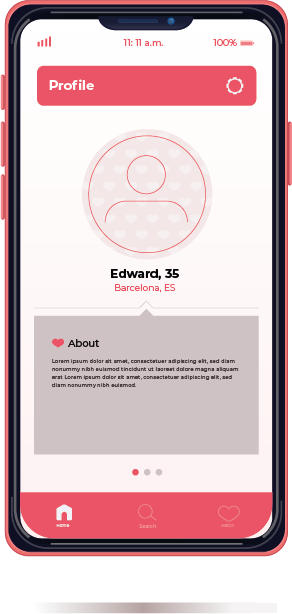 11: 11 a.m.
100%
Profile
Edward, 35
Barcelona, ES
About
Lorem ipsum dolor sit amet, consectetuer adipiscing elit, sed diam
nonummy nibh euismod tincidunt ut laoreet dolore magna aliquam
erat Lorem ipsum dolor sit amet, consectetuer adipiscing elit, sed
diam nonummy nibh euismod.
Home
Search